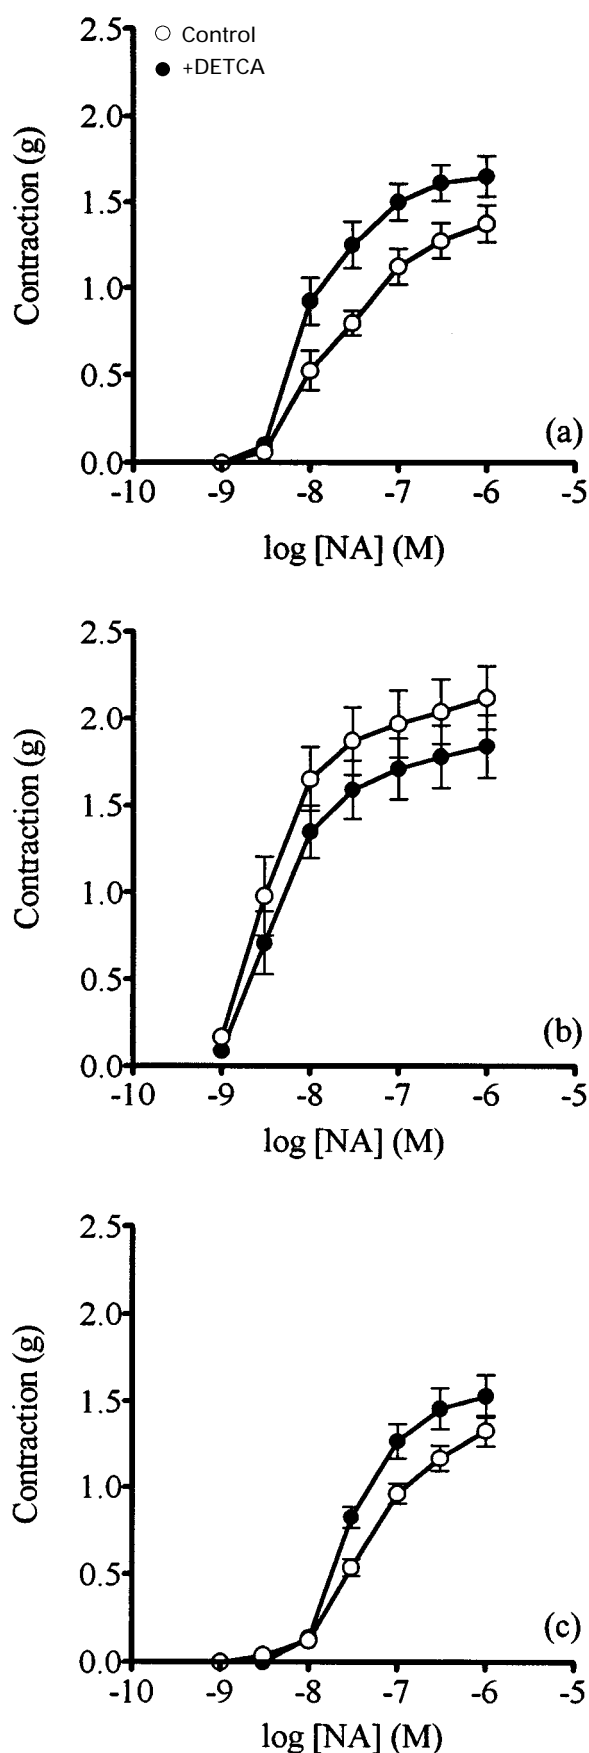 2.5
Control
+DETCA
2.0
1.5
1.0
0.5
0.0
Contraction (g)
(a)
-10 -9 -8 -7 -6 -5
log [NA] (M)
2.5
2.0
1.5
1.0
0.5
0.0
Contraction (g)
(b)
-10 -9 -8 -7 -6 -5
log [NA] (M)
2.5
2.0
1.5
1.0
0.5
0.0
Contraction (g)
(c)
-10 -9 -8 -7 -6 -5
log [NA] (M)